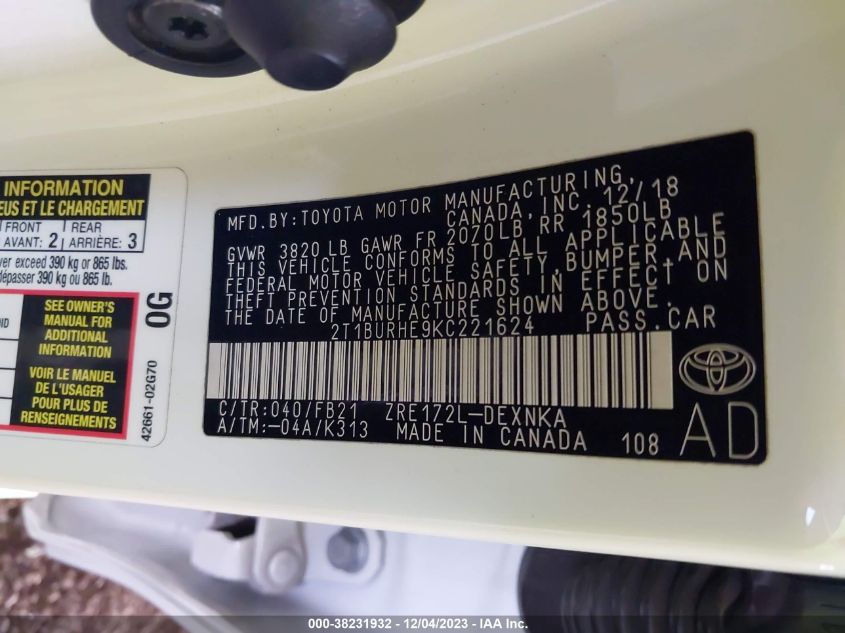 INFORMATION
EUS ET LE CHARGEMENT
FRONT
AVANT: 2
REAR
ARRIÈRE: 3
ver exceed 390 kg or 865 lbs.
dépasser 390 kg ou 865 lb.
SEE OWNER'S
MANUAL FOR
ADDITIONAL
INFORMATION
VOIR LE MANUEL
DE L'USAGER
POUR PLUS DE
RENSEIGNEMENTS
0G
42661-02G70
MFD.BY:TOYOTA MOTOR MANUFACTURING,
CANADA, INC. 12/18
GVWR 3820 LB GAWR FR 2070LB, RR 1850LB
THIS VEHICLE CONFORMS TO ALL APPLICABLE
FEDERAL MOTOR VEHICLE SAFETY,BUMPER,AND
THEFT PREVENTION STANDARDS IN EFFECT ON
THE DATE OF MANUFACTURE SHOWN ABOVE.
2T1BURHE9KC221624 PASS.CAR
C/TR:040/FB21 ZRE172L-DEXNKA
A/TM:-04A/K313 MADE IN CANADA 108
AD
000-38231932 - 12/04/2023 - IAA Inc.